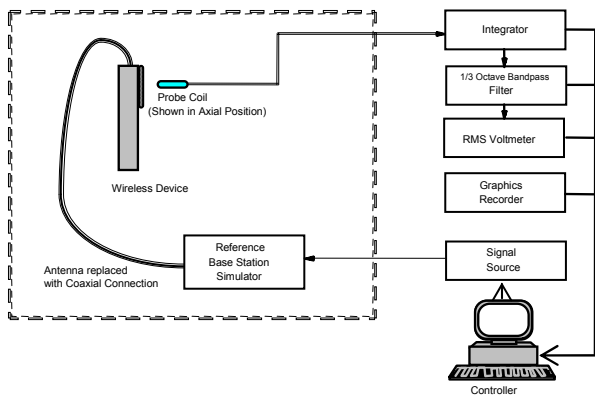 Integrator
1/3 Octave Bandpass
Filter
RMS Voltmeter
Graphics
Recorder
Signal
Source
Controller
Probe Coil
(Shown in Axial Position)
Wireless Device
Reference
Base Station
Simulator
Antenna replaced
with Coaxial Connection